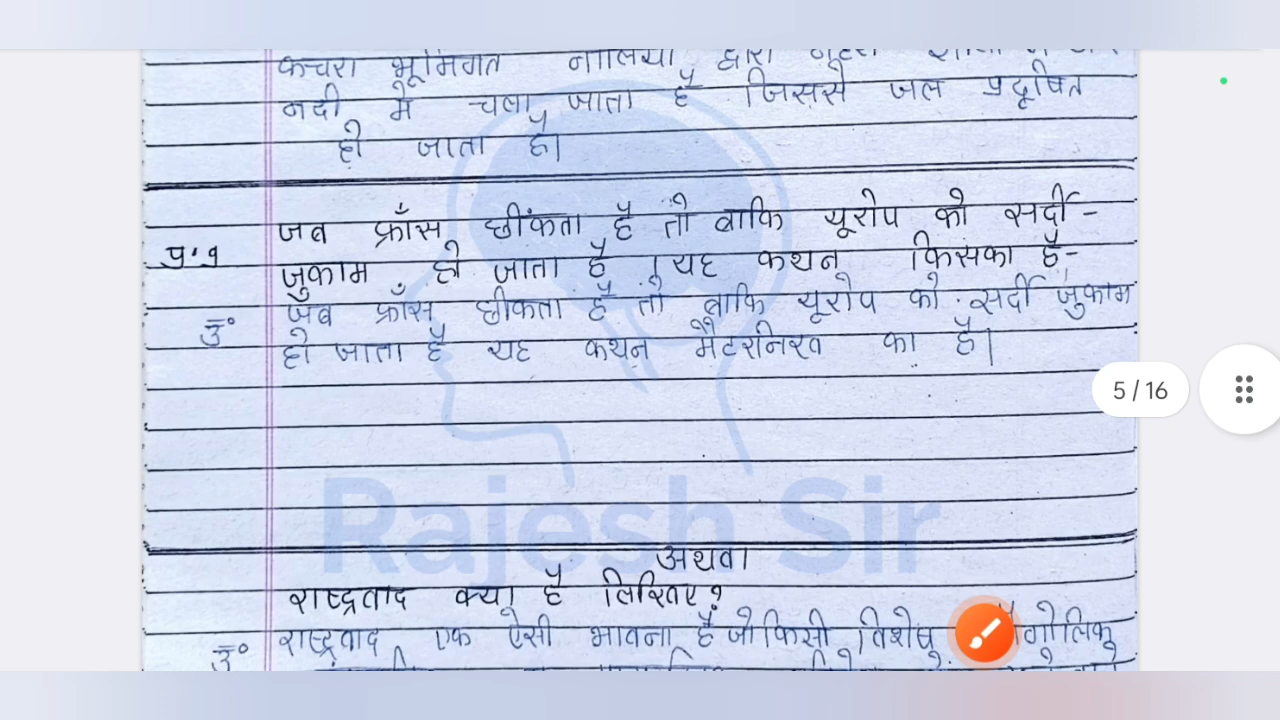 कचरा भूमिगत नालियों द्वारा
नदी मे चला जाता है जिससे जल प्रदूषित
हो जाता है।
जब फ्राँस छींकता है तो बाकि यूरोप को सर्दी-
प्र.१
जुकाम हो जाता है । यह कथन किसका है-
जब फ्राँस छीकता है तो बाकि यूरोप को सर्दी जुकाम
उ०
हो जाता है यह कथन मैटरनिख का है।
5/16
Rajesh Sir
अथवा
राष्ट्रवाद क्या है लिखिए?
राष्ट्रवाद एक ऐसी भावना है जो किसी विशेष
उ०